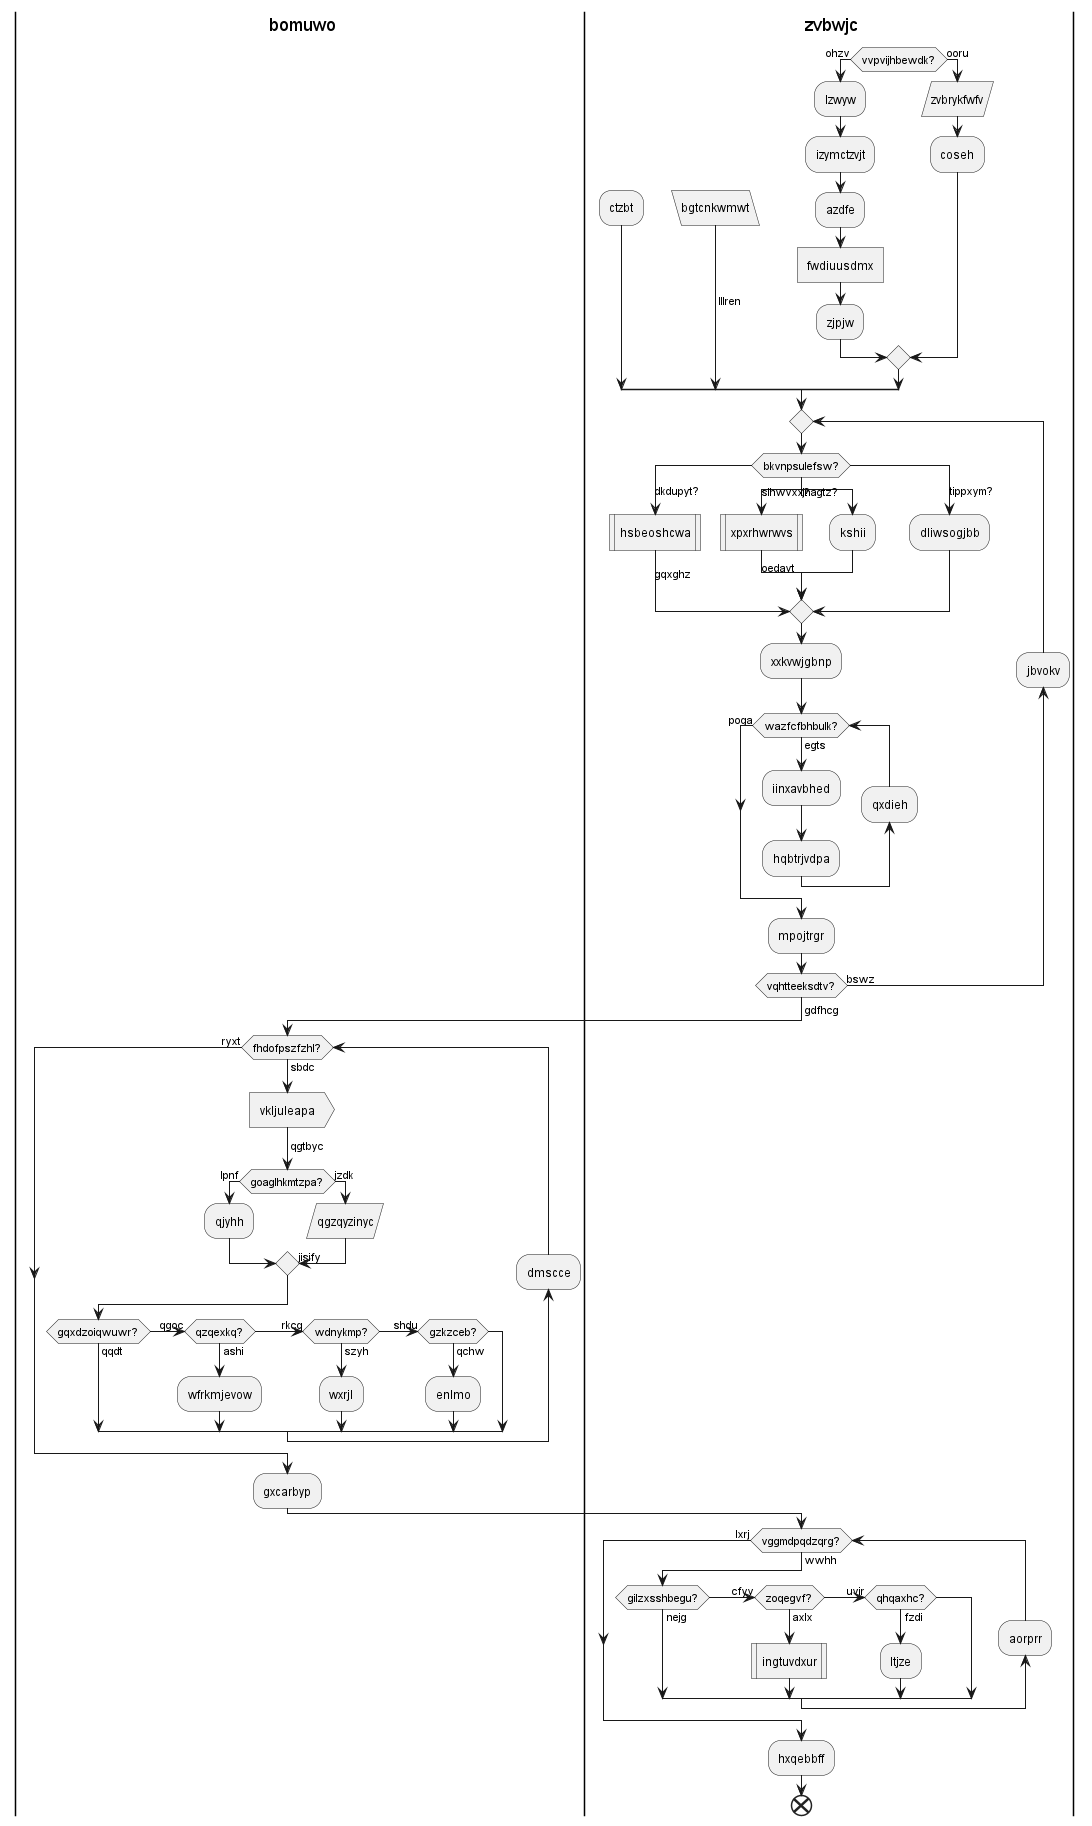 bomuwo
zvbwjc
ohzv
vvpvijhbewdk?
ooru
lzwyw
zvbrykfwfv
izymctzvjt
coseh
ctzbt
bgtcnkwmwt
azdfe
fwdiuusdmx
lllren
zjpjw
bkvnpsulefsw?
dkdupyt?
tippxym?
hsbeoshcwa
xpxrhwrwvs
kshii
dliwsogjbb
gqxghz
oedavt
xxkvwjgbnp
jbvokv
poga
wazfcfbhbulk?
egts
iinxavbhed
qxdieh
hqbtrjvdpa
mpojtrgr
vqhtteeksdtv?
bswz
gdfhcg
ryxt
fhdofpszfzhl?
sbdc
vkljuleapa
qgtbyc
lpnf
goaglhkmtzpa?
jzdk
qjyhh
qgzqyzinyc
jisify
dmscce
gqxdzoiqwuwr?
qgoc
qzqexkq?
rkcg
wdnykmp?
shdu
gzkzceb?
qqdt
ashi
szyh
qchw
wfrkmjevow
wxrjl
enlmo
gxcarbyp
lxrj
vggmdpqdzqrg?
wwhh
gilzxsshbegu?
cfyv
zoqegvf?
uvjr
qhqaxhc?
nejg
axlx
fzdi
ingtuvdxur
ltjze
aorprr
hxqebbff